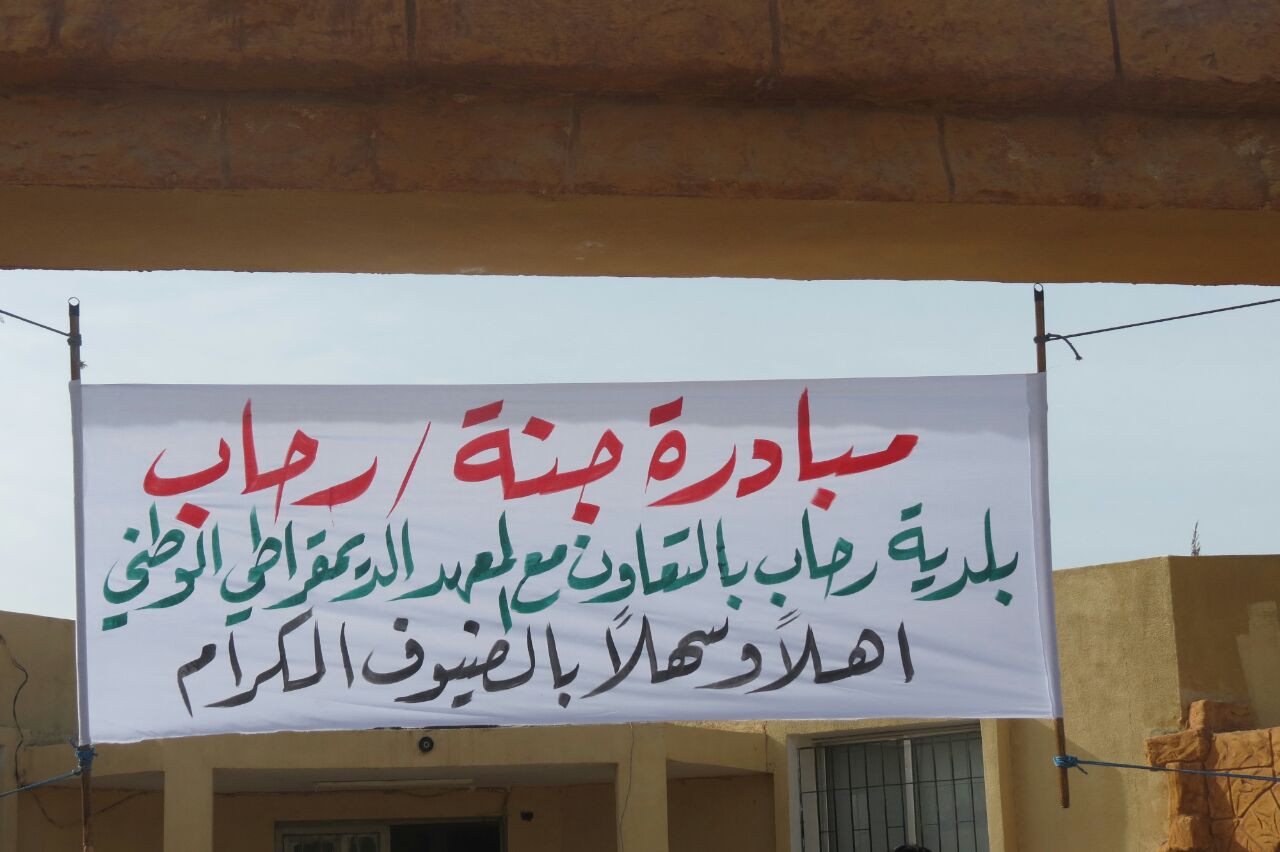 مبادرة جنة / رحاب
بلدية رحاب بالتعاون مع المعهد الديمقراطي الوطني
اهلاً وسهلاً بالضيوف الكرام